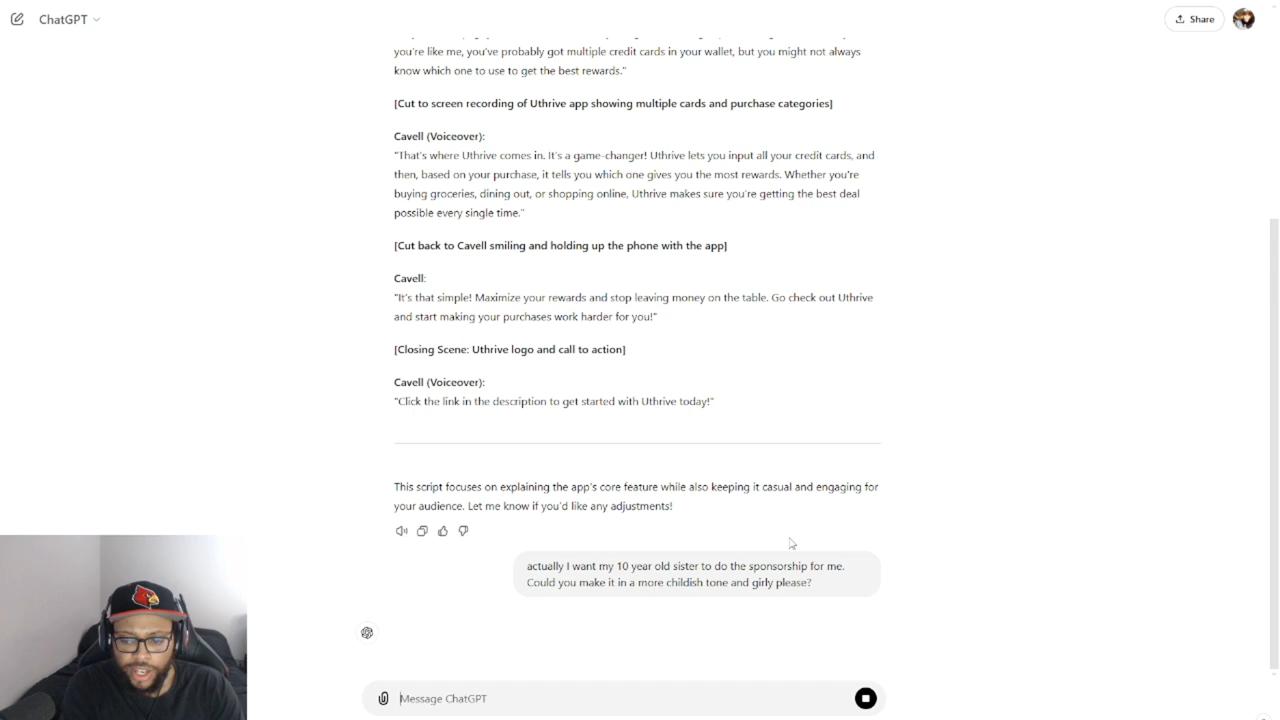 ChatGPT
Share
you're like me, you've probably got multiple credit cards in your wallet, but you might not always
know which one to use to get the best rewards."
[Cut to screen recording of Uthrive app showing multiple cards and purchase categories]
Cavell (Voiceover):
"That's where Uthrive comes in. It's a game-changer! Uthrive lets you input all your credit cards, and
then, based on your purchase, it tells you which one gives you the most rewards. Whether you're
buying groceries, dining out, or shopping online, Uthrive makes sure you're getting the best deal
possible every single time."
[Cut back to Cavell smiling and holding up the phone with the app]
Cavell:
"It's that simple! Maximize your rewards and stop leaving money on the table. Go check out Uthrive
and start making your purchases work harder for you!"
[Closing Scene: Uthrive logo and call to action]
Cavell (Voiceover):
"Click the link in the description to get started with Uthrive today!"
This script focuses on explaining the app's core feature while also keeping it casual and engaging for
your audience. Let me know if you'd like any adjustments!
actually I want my 10 year old sister to do the sponsorship for me.
Could you make it in a more childish tone and girly please?
Message ChatGPT